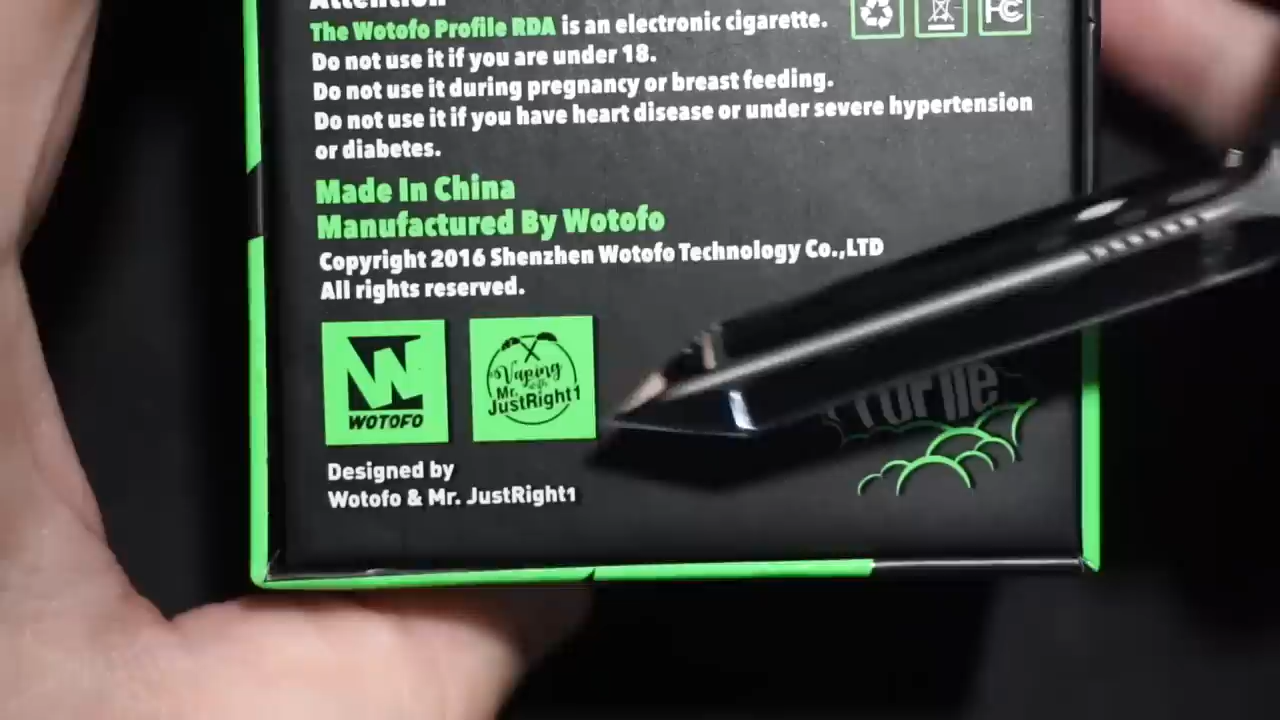 Attention
The Wotofo Profile RDA is an electronic cigarette.
Do not use it if you are under 18.
Do not use it during pregnancy or breast feeding.
Do not use it if you have heart disease or under severe hypertension
or diabetes.
Made In China
Manufactured By Wotofo
Copyright 2016 Shenzhen Wotofo Technology Co.,LTD
All rights reserved.
WOTOFO
Vaping
with
Mr.
JustRight1
Profile
Designed by
Wotofo & Mr. JustRight1